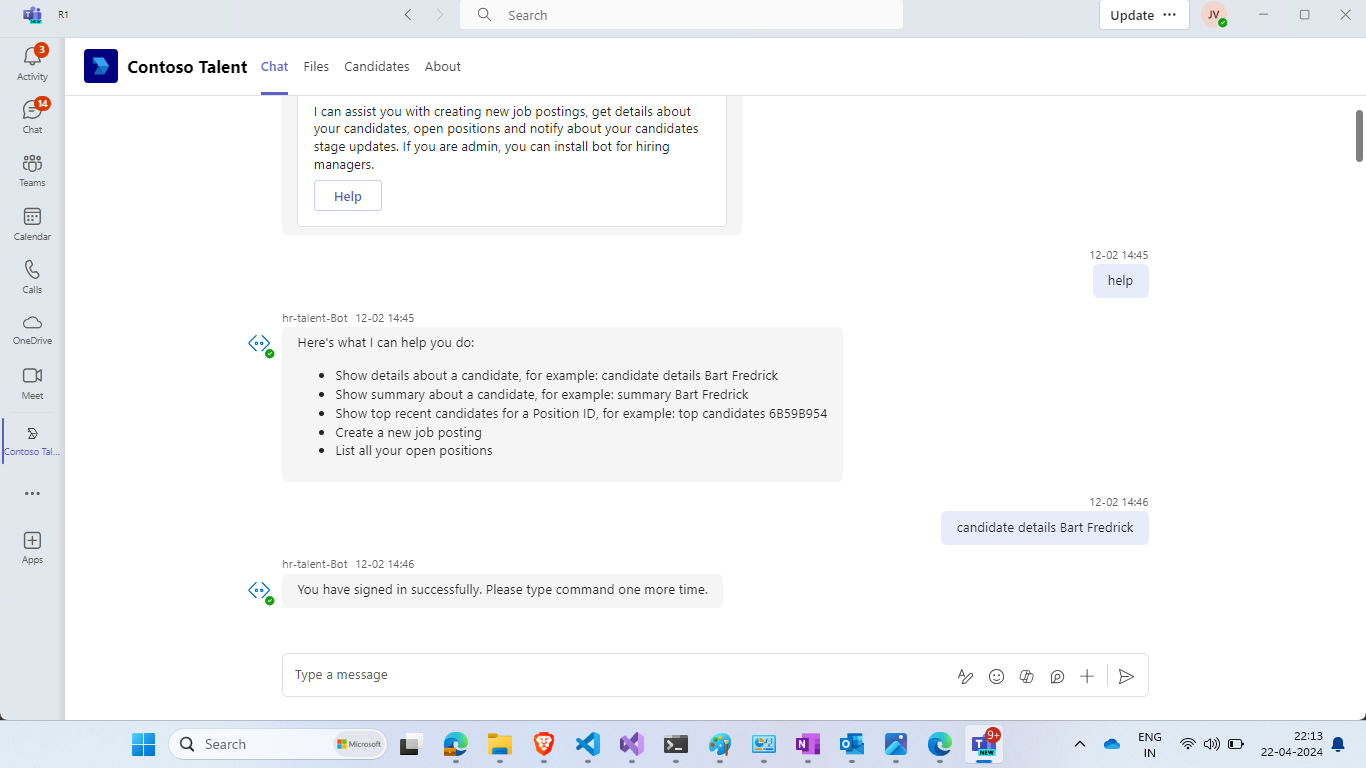 R1
Search
Update
JV
3
Activity
14
Chat
Teams
Calendar
Calls
OneDrive
Meet
Contoso Tal...
Apps
Contoso Talent
Chat
Files
Candidates
About
I can assist you with creating new job postings, get details about
your candidates, open positions and notify about your candidates
stage updates. If you are admin, you can install bot for hiring
managers.
Help
12-02 14:45
help
hr-talent-Bot 12-02 14:45
Here's what I can help you do:
• Show details about a candidate, for example: candidate details Bart Fredrick
• Show summary about a candidate, for example: summary Bart Fredrick
• Show top recent candidates for a Position ID, for example: top candidates 6B59B954
• Create a new job posting
• List all your open positions
12-02 14:46
candidate details Bart Fredrick
hr-talent-Bot 12-02 14:46
You have signed in successfully. Please type command one more time.
Type a message
Search
Microsoft
9+
NEW
ENG
IN
22:13
22-04-2024